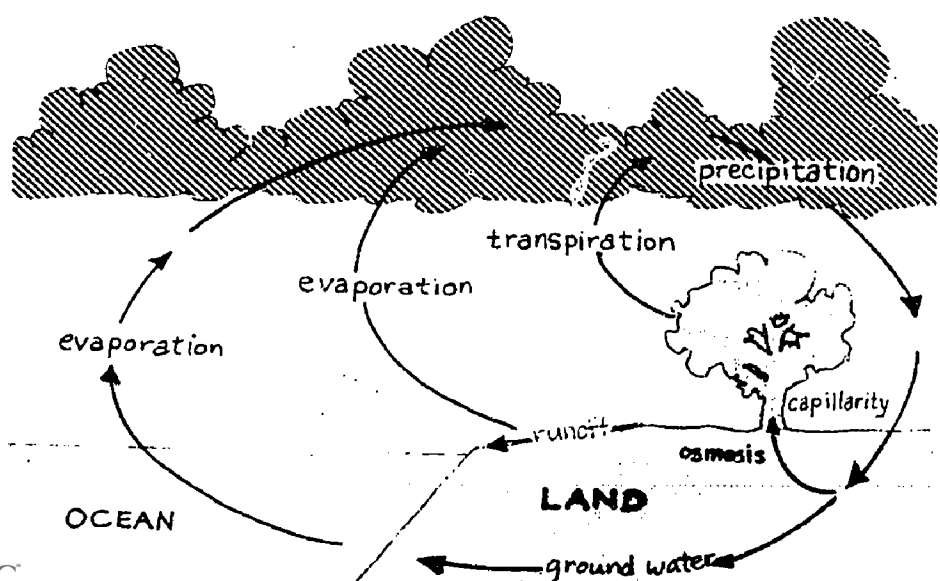 precipitation
transpiration
evaporation
evaporation
capillarity
runoff
osmosis
LAND
OCEAN
ground water